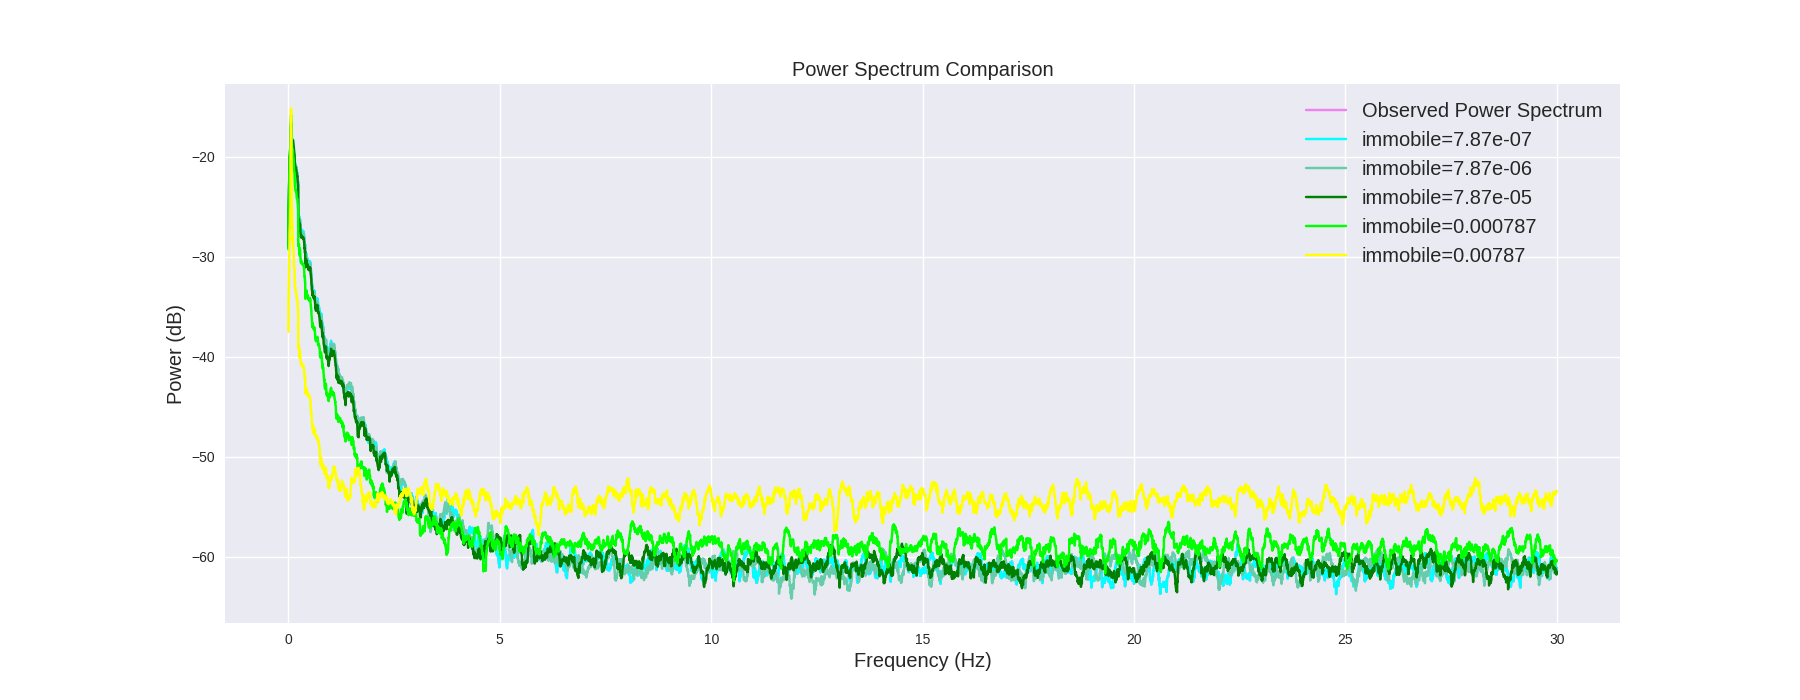 Power Spectrum Comparison
Observed Power Spectrum
immobile=7.87e-07
immobile=7.87e-06
immobile=7.87e-05
immobile=0.000787
immobile=0.00787
Power (dB)
−20
−30
−40
−50
−60
0 5 10 15 20 25 30
Frequency (Hz)